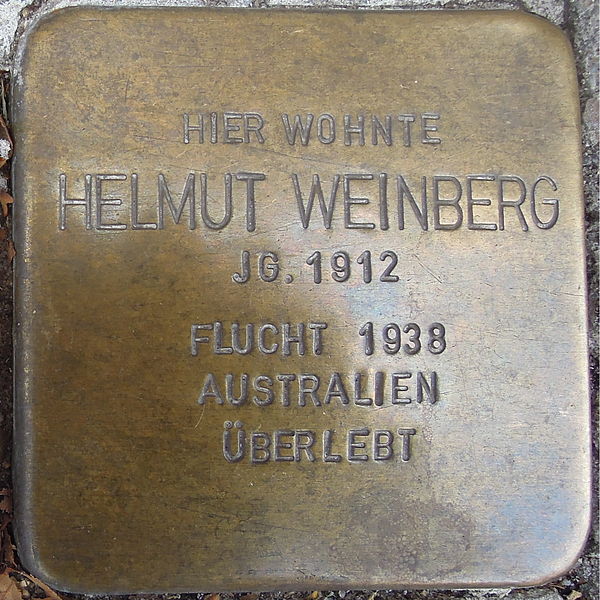 HIER WOHNTE
HELMUT WEINBERG
JG. 1912
FLUCHT 1938
AUSTRALIEN
ÜBERLEBT